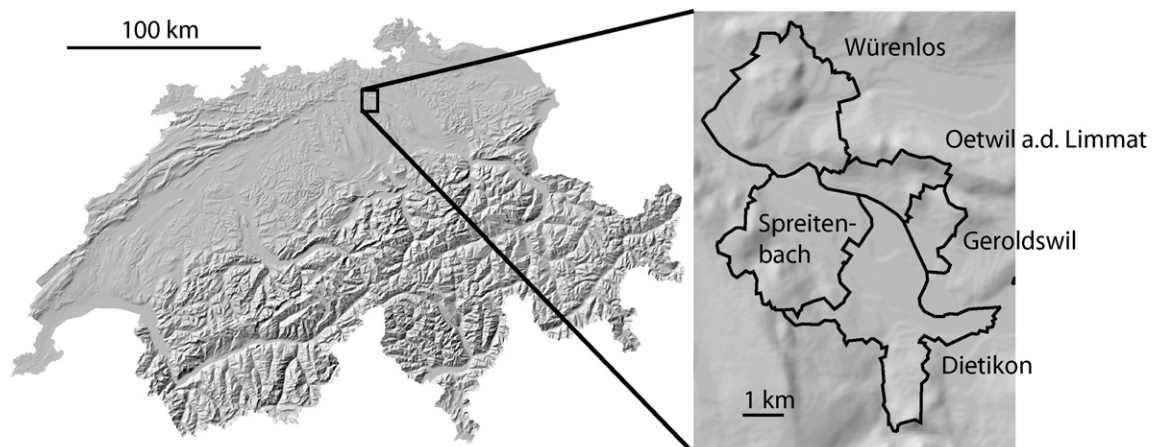 100 km
Würenlos
Oetwil a.d. Limmat
Spreiten-
bach
Geroldswil
Dietikon
1 km